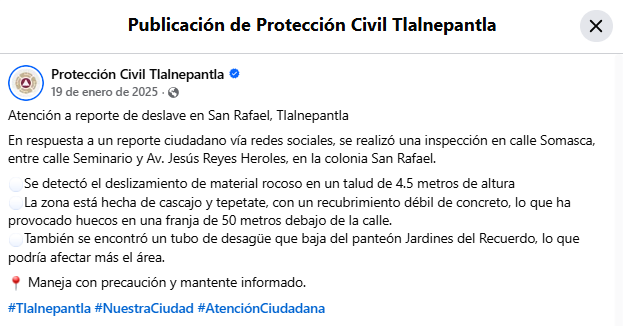 Publicación de Protección Civil Tlalnepantla
Protección Civil Tlalnepantla
19 de enero de 2025 ·
Atención a reporte de deslave en San Rafael, Tlalnepantla
En respuesta a un reporte ciudadano vía redes sociales, se realizó una inspección en calle Somasca,
entre calle Seminario y Av. Jesús Reyes Heroles, en la colonia San Rafael.
Se detectó el deslizamiento de material rocoso en un talud de 4.5 metros de altura
La zona está hecha de cascajo y tepetate, con un recubrimiento débil de concreto, lo que ha
provocado huecos en una franja de 50 metros debajo de la calle.
También se encontró un tubo de desagüe que baja del panteón Jardines del Recuerdo, lo que
podría afectar más el área.
📍 Maneja con precaución y mantente informado.
#Tlalnepantla #NuestraCiudad #AtenciónCiudadana